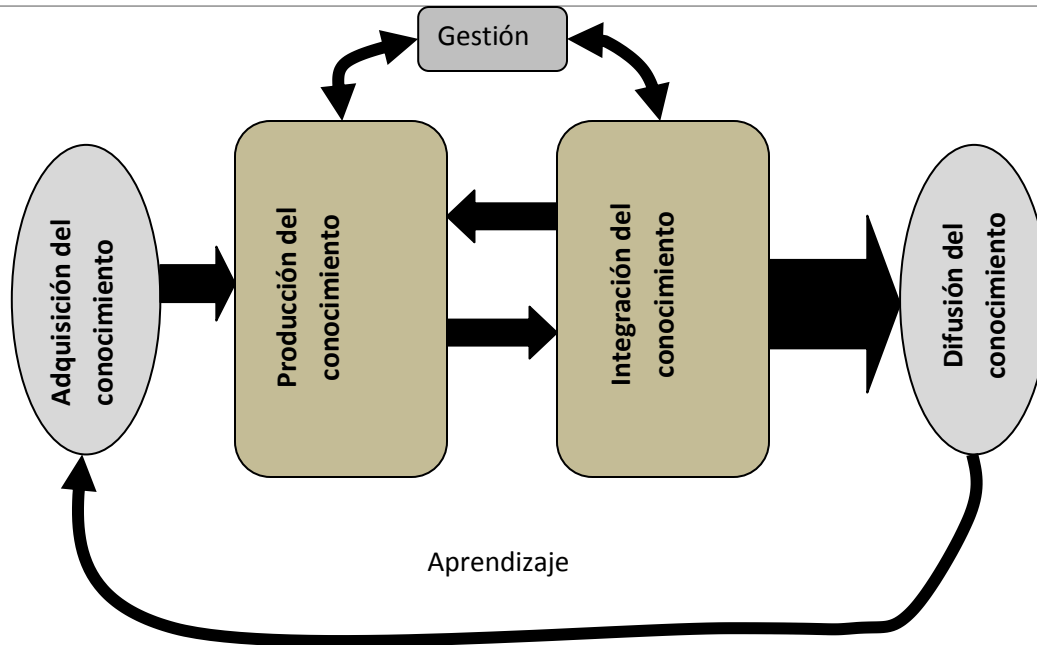 Gestión
Adquisición del
conocimiento
Producción del
conocimiento
Integración del
conocimiento
Difusión del
conocimiento
Aprendizaje